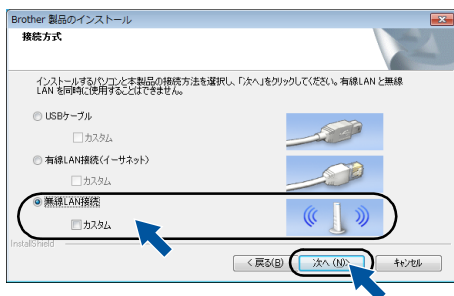 Brother 製品のインストール
接続方式
インストールするパソコンと本製品の接続方法を選択し、「次へ」をクリックしてください。有線LAN と無線
LAN を同時に使用することはできません。
USBケーブル
カスタム
有線LAN接続(イーサネット)
カスタム
無線LAN接続
カスタム
InstallShield
< 戻る(B)
次へ (N)>
キャンセル